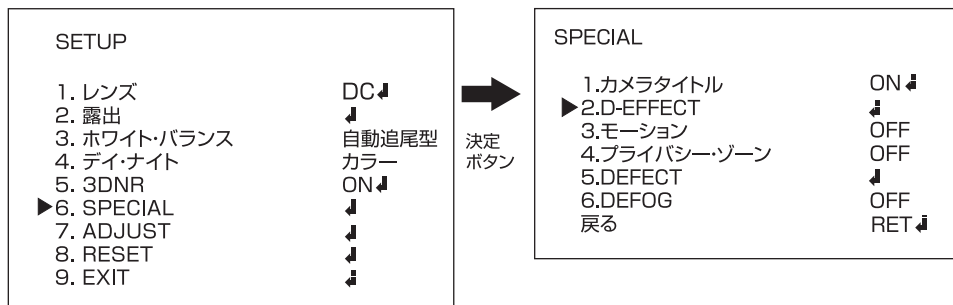 SETUP
1. レンズ DC↲
2. 露出 ↲
3. ホワイト・バランス 自動追尾型
4. デイ・ナイト カラー
5. 3DNR ON↲
▶6. SPECIAL ↲
7. ADJUST ↲
8. RESET ↲
9. EXIT ↲
決定
ボタン
SPECIAL
1.カメラタイトル ON↲
▶2.D-EFFECT ↲
3.モーション OFF
4.プライバシー・ゾーン OFF
5.DEFECT ↲
6.DEFOG OFF
戻る RET↲